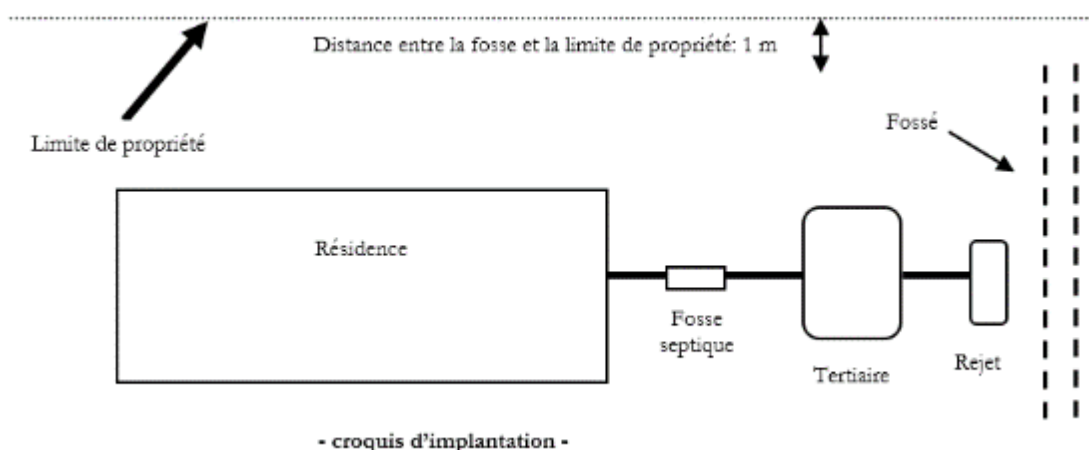 Distance entre la fosse et la limite de propriété: 1 m
Limite de propriété
Fossé
Résidence
Fosse
septique
Tertiaire
Rejet
- croquis d'implantation -